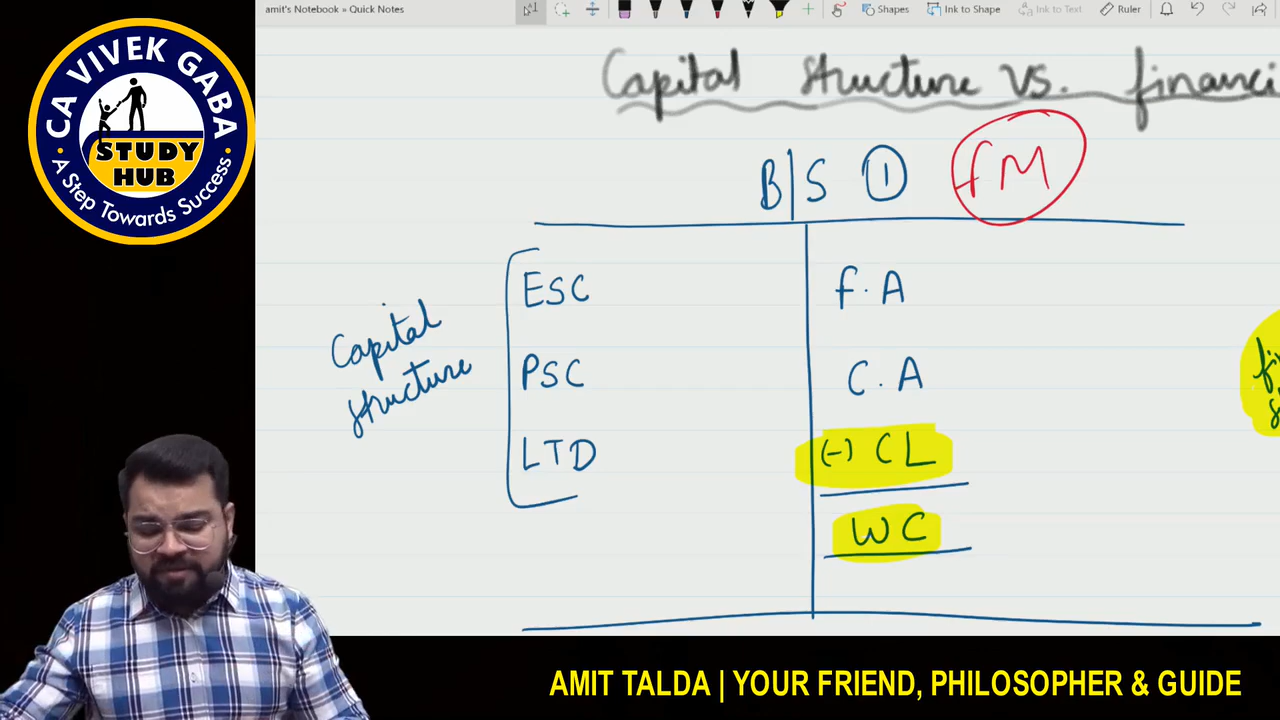 amit's Notebook » Quick Notes
Shapes
Ink to Shape
Ink to Text
Ruler
CA VIVEK GABA
STUDY
HUB
A Step Towards Success
Capital Structure vs. financi
B|S ① FM
ESC f.A
Capital
structure
PSC C.A
LTD (-) CL
WC
AMIT TALDA | YOUR FRIEND, PHILOSOPHER & GUIDE